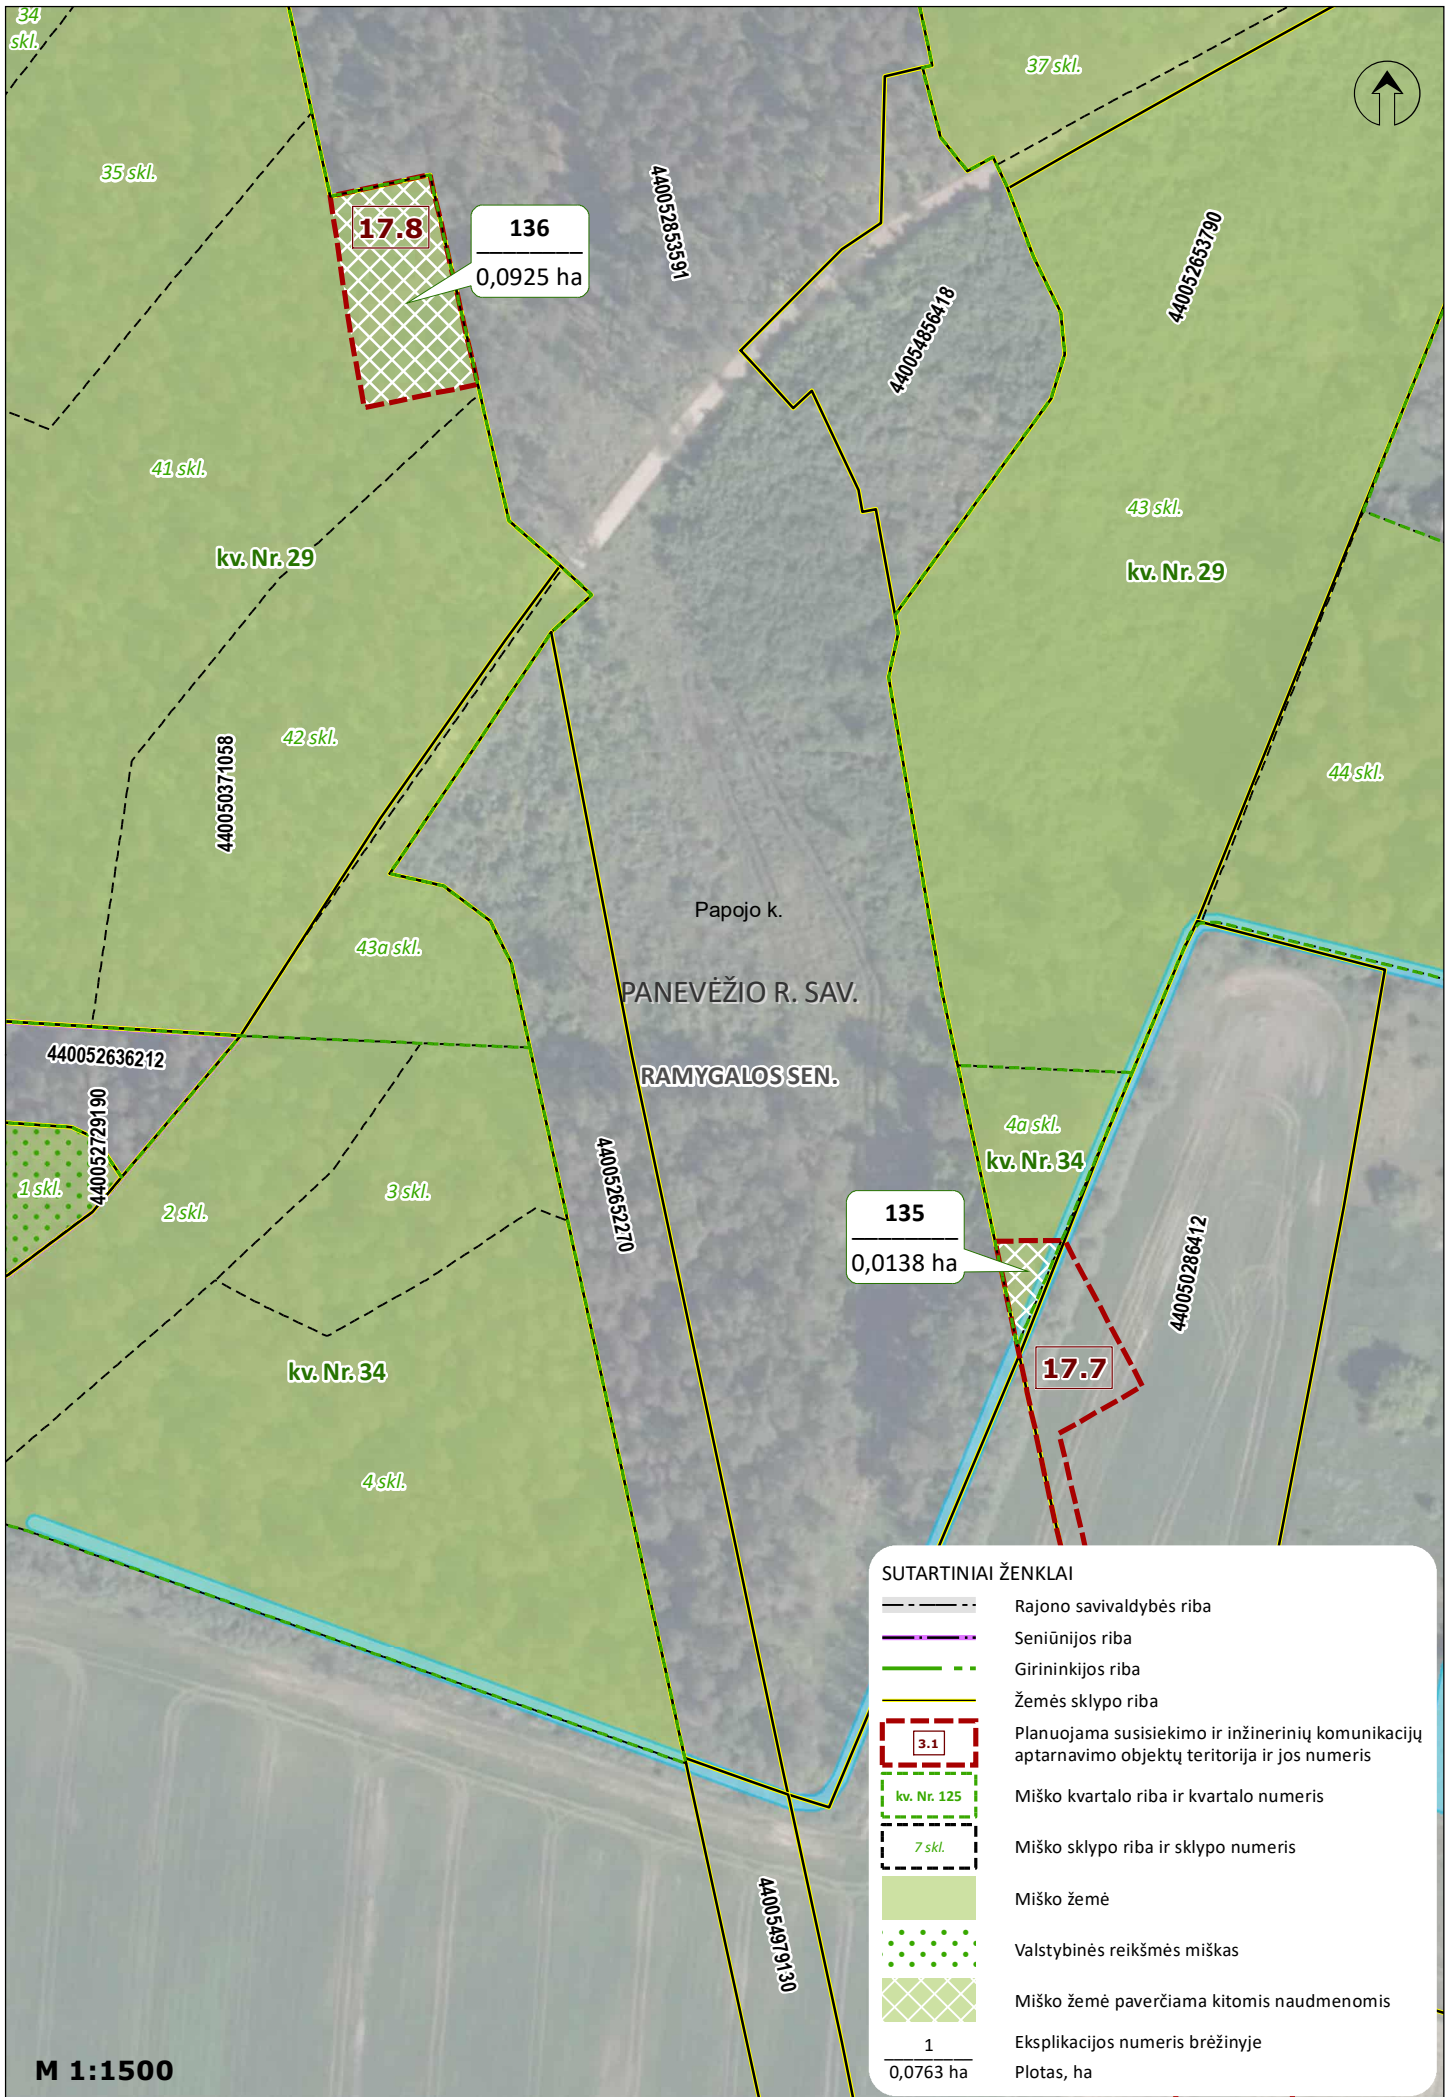 34
skl.
37 skl.
35 skl.
17.8
136
0,0925 ha
440052853591
440052653790
440054856418
41 skl.
43 skl.
kv. Nr. 29
kv. Nr. 29
42 skl.
440050371058
44 skl.
Papojo k.
43a skl.
PANEVĖŽIO R. SAV.
440052636212
RAMYGALOS SEN.
440052729190
4a skl.
kv. Nr. 34
1 skl.
2 skl.
3 skl.
440052652270
135
0,0138 ha
440050286412
17.7
kv. Nr. 34
4 skl.
SUTARTINIAI ŽENKLAI
Rajono savivaldybės riba
Seniūnijos riba
Girininkijos riba
Žemės sklypo riba
3.1
Planuojama susisiekimo ir inžinerinių komunikacijų
aptarnavimo objektų teritorija ir jos numeris
kv. Nr. 125
Miško kvartalo riba ir kvartalo numeris
7 skl.
Miško sklypo riba ir sklypo numeris
Miško žemė
Valstybinės reikšmės miškas
Miško žemė paverčiama kitomis naudmenomis
1
Eksplikacijos numeris brėžinyje
0,0763 ha
Plotas, ha
440054979130
M 1:1500